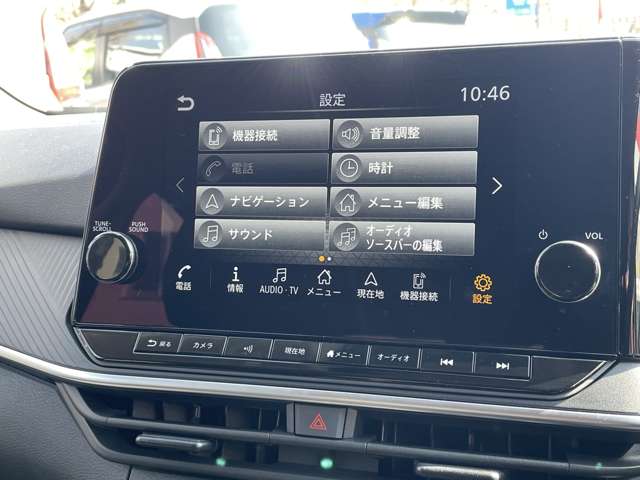 設定
10:46
機器接続
音量調整
電話
時計
ナビゲーション
メニュー編集
サウンド
オーディオ
ソースバーの編集
TUNE-
SCROLL
PUSH
SOUND
VOL
電話
情報
AUDIO・TV
メニュー
現在地
機器接続
設定
戻る
カメラ
現在地
メニュー
オーディオ